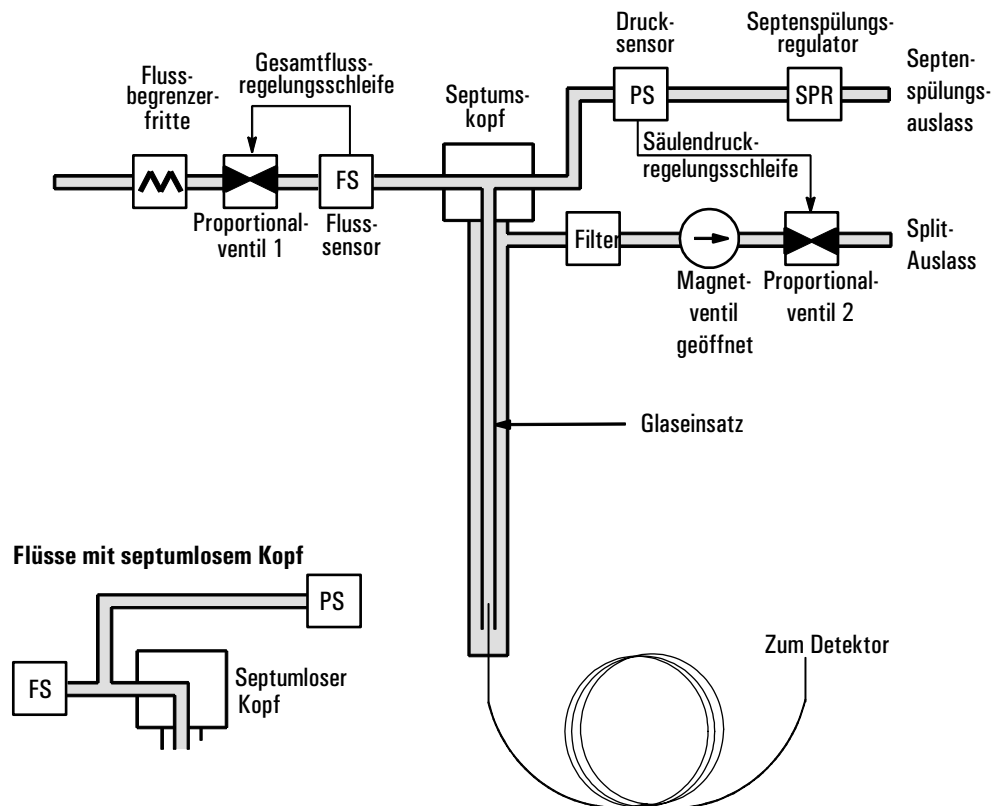 Druck-
sensor
Septenspülungs-
regulator
Gesamtfluss-
regelungsschleife
Fluss-
begrenzer-
fritte
Septums-
kopf
PS
SPR
Septen-
spülungs-
auslass
Säulendruck-
regelungsschleife
FS
Proportional-
ventil 1
Fluss-
sensor
Filter
Split-
Auslass
Magnet-
ventil
geöffnet
Proportional-
ventil 2
Glaseinsatz
Flüsse mit septumlosem Kopf
PS
FS
Septumloser
Kopf
Zum Detektor